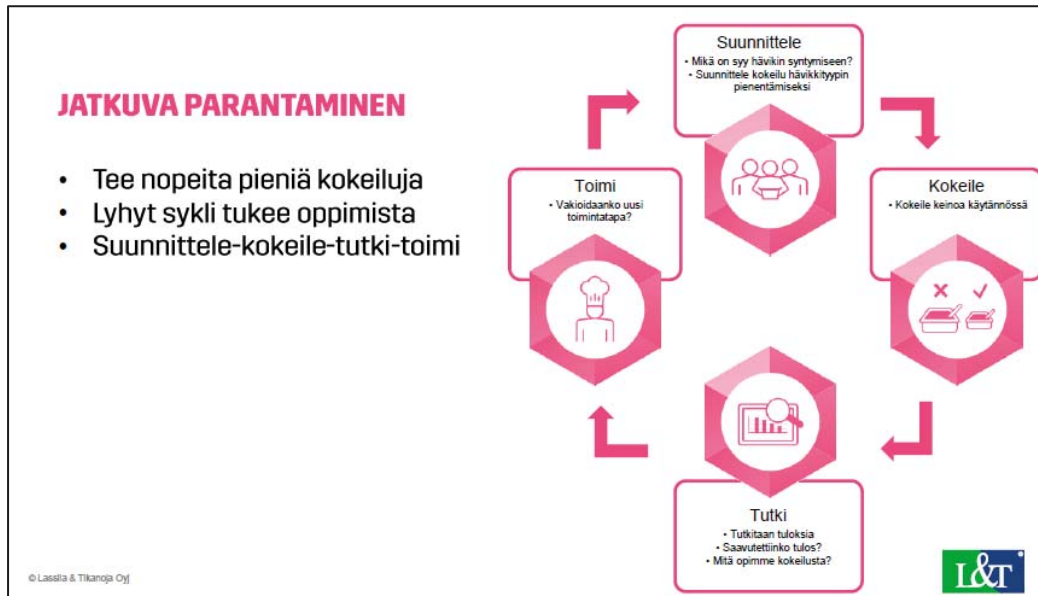 JATKUVA PARANTAMINEN
• Tee nopeita pieniä kokeiluja
• Lyhyt sykli tukee oppimista
• Suunnittele-kokeile-tutki-toimi
Suunnittele
• Mikä on syy hävikin syntymiseen?
• Suunnittele kokeilu hävikkityypin
pienentämiseksi
Kokeile
• Kokeile keinoa käytännössä
Tutki
• Tutkitaan tuloksia
• Saavutettiinko tulos?
• Mitä opimme kokeilusta?
Toimi
• Vakioidaanko uusi
toimintatapa?
© Lassila & Tikanoja Oyj
L&T